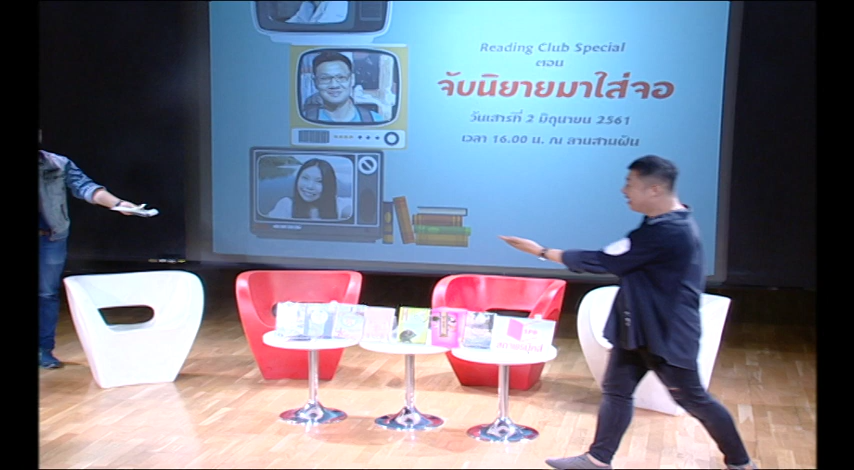 Reading Club Special
ตอน
จับนิยายมาใส่จอ
วันเสาร์ที่ 2 มิถุนายน 2561
เวลา 16.00 น. ณ ลานสานฝัน